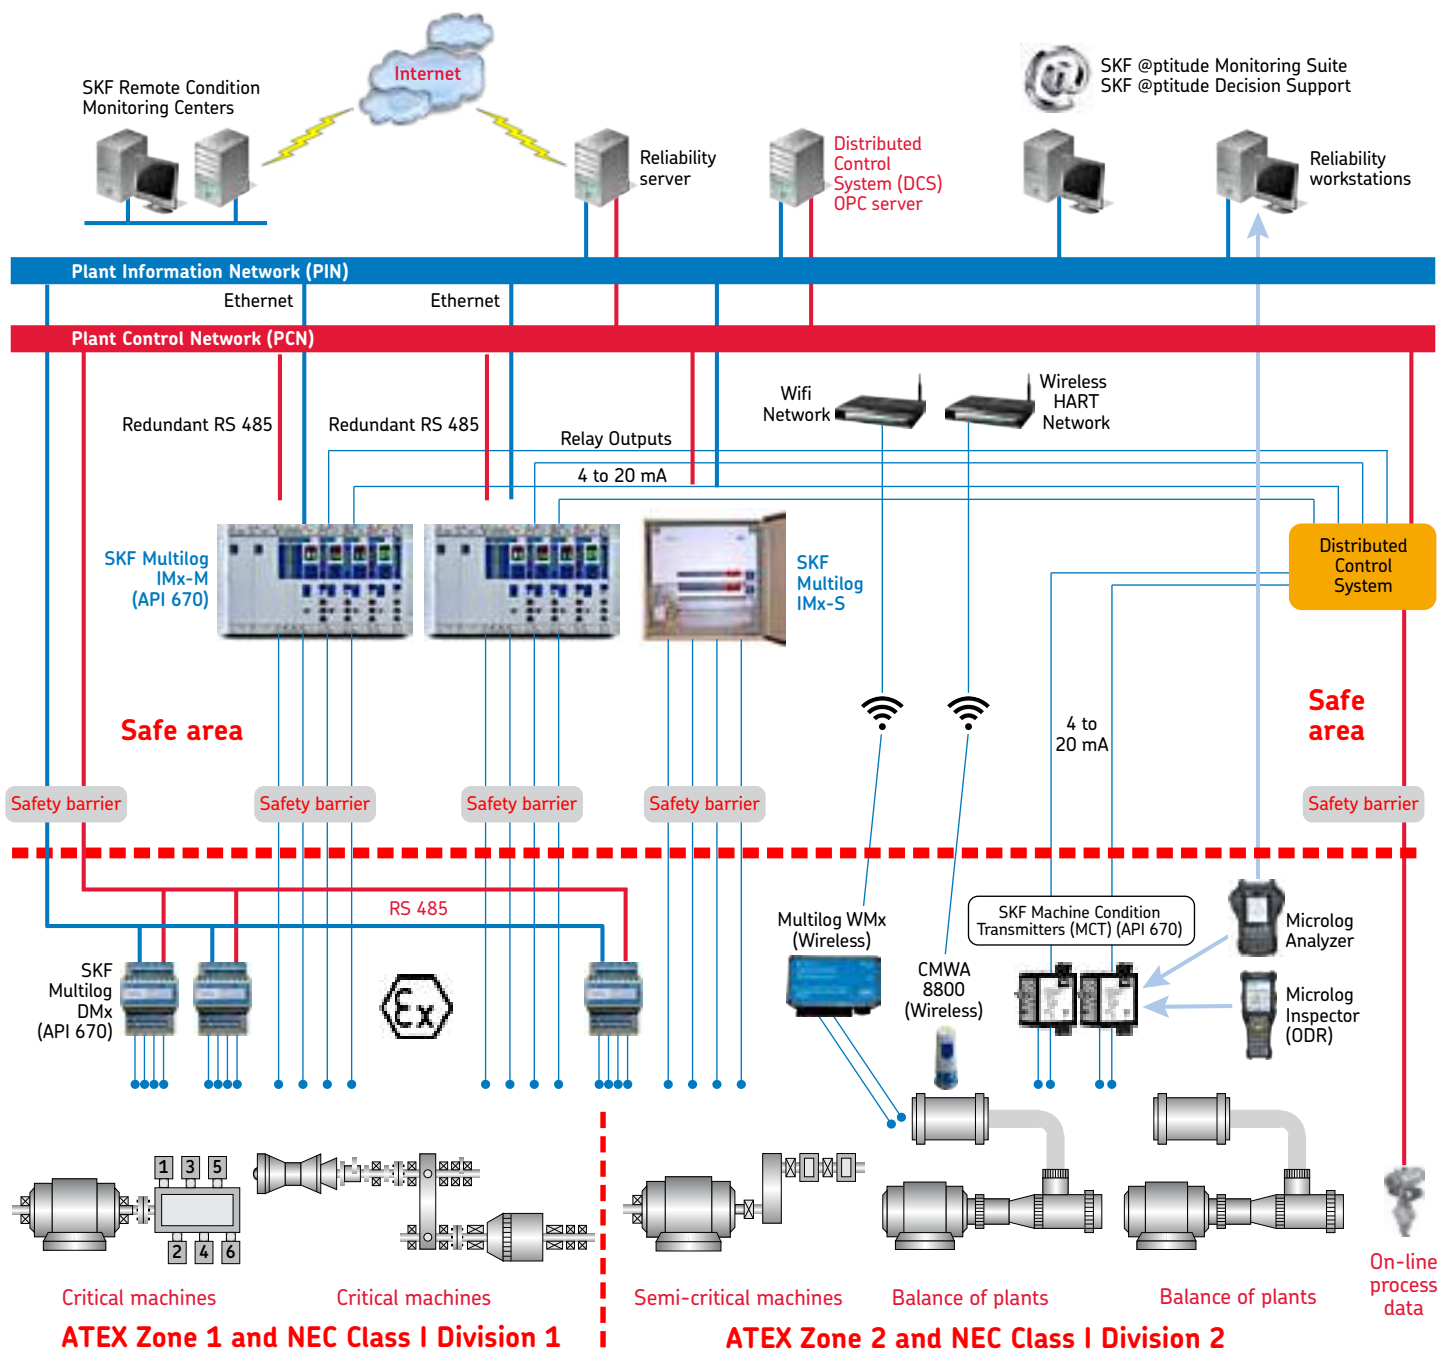 SKF Remote Condition
Monitoring Centers
Internet
Reliability
server
Distributed
Control
System (DCS)
OPC server
SKF @ptitude Monitoring Suite
SKF @ptitude Decision Support
Reliability
workstations
Plant Information Network (PIN)
Ethernet
Ethernet
Plant Control Network (PCN)
Redundant RS 485
Redundant RS 485
Relay Outputs
4 to 20 mA
Wifi
Network
Wireless
HART
Network
SKF Multilog
IMx-M
(API 670)
SKF
Multilog
IMx-S
Distributed
Control
System
Safe area
4 to
20 mA
Safe
area
Safety barrier
Safety barrier
Safety barrier
Safety barrier
Safety barrier
RS 485
SKF
Multilog
DMx
(API 670)
Ex
Multilog WMx
(Wireless)
CMWA
8800
(Wireless)
SKF Machine Condition
Transmitters (MCT) (API 670)
Microlog
Analyzer
Microlog
Inspector
(ODR)
1 3 5
2 4 6
Critical machines
Critical machines
Semi-critical machines
Balance of plants
Balance of plants
On-line
process
data
ATEX Zone 1 and NEC Class I Division 1
ATEX Zone 2 and NEC Class I Division 2